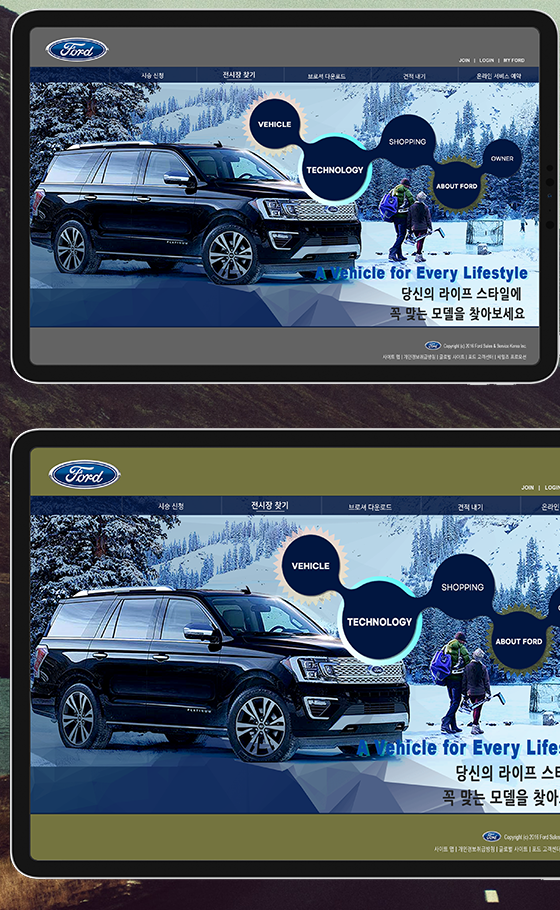 Ford
JOIN | LOGIN | MY FORD
시승 신청 전시장 찾기 브로셔 다운로드 견적 내기 온라인 서비스 예약
VEHICLE
TECHNOLOGY
SHOPPING
ABOUT FORD
OWNER
PLATINUM
A Vehicle for Every Lifestyle
당신의 라이프 스타일에
꼭 맞는 모델을 찾아보세요
Ford Copyright (c) 2018 Ford Sales & Service Korea Inc.
사이트 맵 | 개인정보취급방침 | 글로벌 사이트 | 포드 고객센터 | 세일즈 프로모션
Ford
JOIN | LOGIN
시승 신청 전시장 찾기 브로셔 다운로드 견적 내기 온라인
VEHICLE
TECHNOLOGY
SHOPPING
ABOUT FORD
PLATINUM
A Vehicle for Every Life
당신의 라이프 스타
꼭 맞는 모델을 찾아
Ford Copyright (c) 2018 Ford Sales
사이트 맵 | 개인정보취급방침 | 글로벌 사이트 | 포드 고객센터